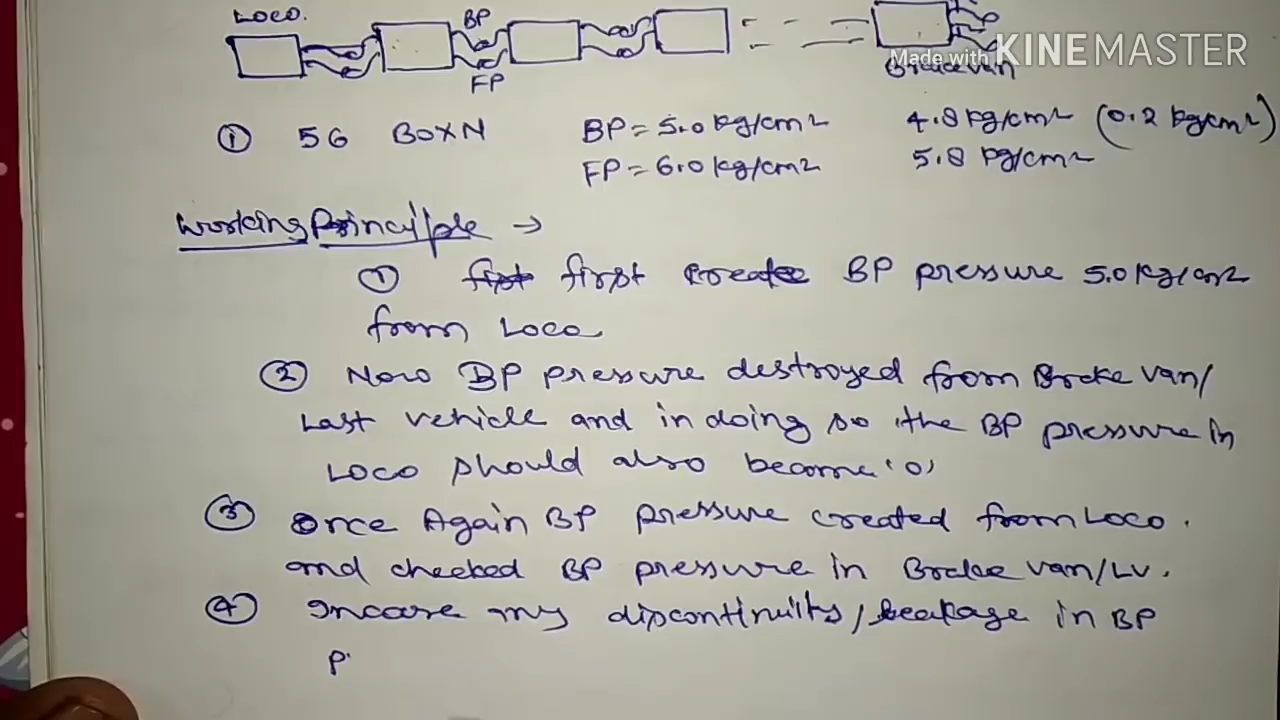 Loco.
BP
FP
Made with KINEMASTER
Brakevan
① 56 BOXN BP = 5.0 kg/cm2 4.8 kg/cm2 (0.2 kg/cm2)
FP = 6.0 kg/cm2 5.8 kg/cm2
Working Principle →
① first create BP pressure 5.0 kg/cm2
from Loco
② Now BP pressure destroyed from Brake van/
Last vehicle and in doing so the BP pressure in
Loco should also become '0'
③ Once Again BP pressure created from Loco.
and checked BP pressure in Brake van/LV.
④ Incase any discontinuity/leakage in BP
P